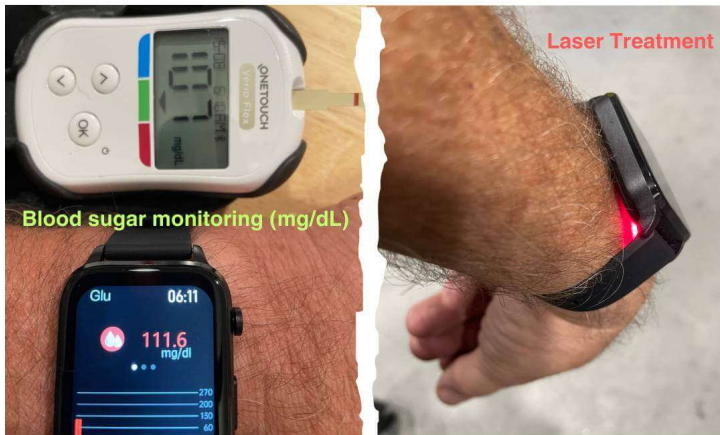 107
mg/dL
OK
ONETOUCH
Verio Flex
Blood sugar monitoring (mg/dL)
Glu
06:11
111.6
mg/dl
270
200
130
60
Laser Treatment